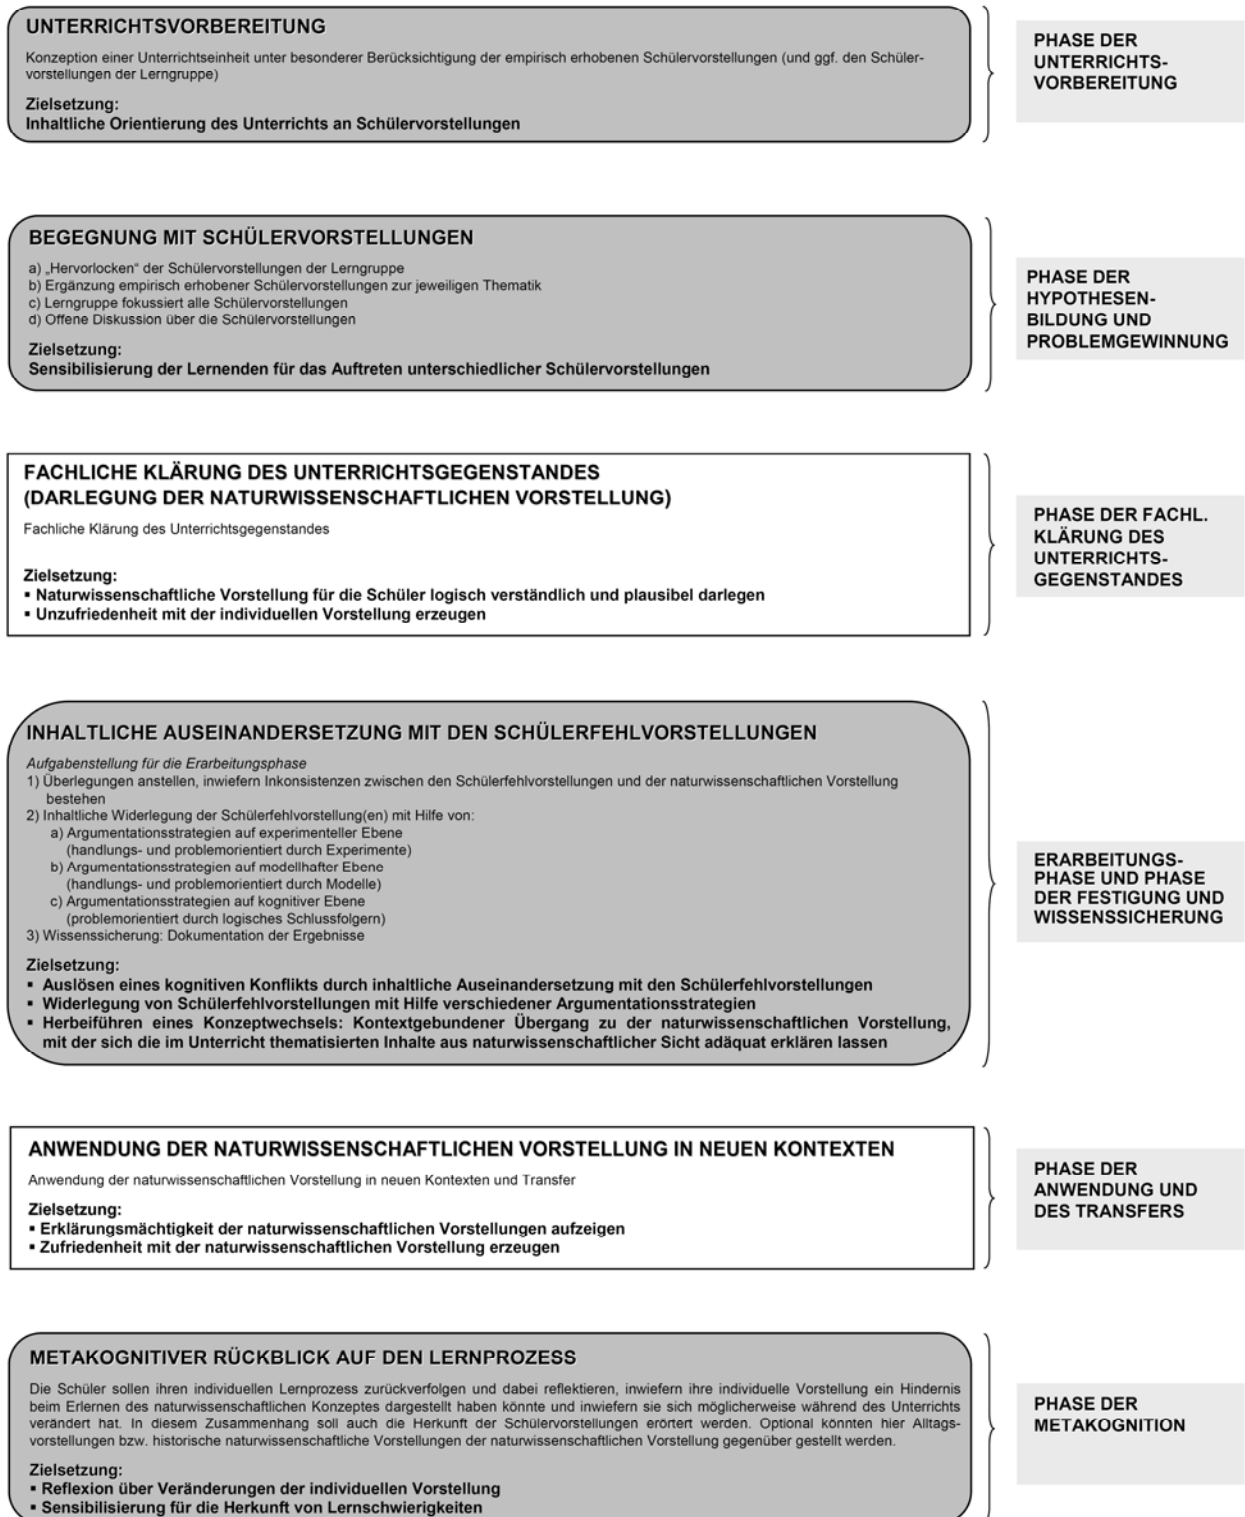 UNTERRICHTSVORBEREITUNG
Konzeption einer Unterrichtseinheit unter besonderer Berücksichtigung der empirisch erhobenen Schülervorstellungen (und ggf. den Schüler-
vorstellungen der Lerngruppe)
Zielsetzung:
Inhaltliche Orientierung des Unterrichts an Schülervorstellungen
PHASE DER
UNTERRICHTS-
VORBEREITUNG
BEGEGNUNG MIT SCHÜLERVORSTELLUNGEN
a) „Hervorlocken“ der Schülervorstellungen der Lerngruppe
b) Ergänzung empirisch erhobener Schülervorstellungen zur jeweiligen Thematik
c) Lerngruppe fokussiert alle Schülervorstellungen
d) Offene Diskussion über die Schülervorstellungen
Zielsetzung:
Sensibilisierung der Lernenden für das Auftreten unterschiedlicher Schülervorstellungen
PHASE DER
HYPOTHESEN-
BILDUNG UND
PROBLEMGEWINNUNG
FACHLICHE KLÄRUNG DES UNTERRICHTSGEGENSTANDES
(DARLEGUNG DER NATURWISSENSCHAFTLICHEN VORSTELLUNG)
Fachliche Klärung des Unterrichtsgegenstandes
Zielsetzung:
▪ Naturwissenschaftliche Vorstellung für die Schüler logisch verständlich und plausibel darlegen
▪ Unzufriedenheit mit der individuellen Vorstellung erzeugen
PHASE DER FACHL.
KLÄRUNG DES
UNTERRICHTS-
GEGENSTANDES
INHALTLICHE AUSEINANDERSETZUNG MIT DEN SCHÜLERFEHLVORSTELLUNGEN
Aufgabenstellung für die Erarbeitungsphase
1) Überlegungen anstellen, inwiefern Inkonsistenzen zwischen den Schülerfehlvorstellungen und der naturwissenschaftlichen Vorstellung
bestehen
2) Inhaltliche Widerlegung der Schülerfehlvorstellung(en) mit Hilfe von:
a) Argumentationsstrategien auf experimenteller Ebene
(handlungs- und problemorientiert durch Experimente)
b) Argumentationsstrategien auf modellhafter Ebene
(handlungs- und problemorientiert durch Modelle)
c) Argumentationsstrategien auf kognitiver Ebene
(problemorientiert durch logisches Schlussfolgern)
3) Wissenssicherung: Dokumentation der Ergebnisse
Zielsetzung:
▪ Auslösen eines kognitiven Konflikts durch inhaltliche Auseinandersetzung mit den Schülerfehlvorstellungen
▪ Widerlegung von Schülerfehlvorstellungen mit Hilfe verschiedener Argumentationsstrategien
▪ Herbeiführen eines Konzeptwechsels: Kontextgebundener Übergang zu der naturwissenschaftlichen Vorstellung,
mit der sich die im Unterricht thematisierten Inhalte aus naturwissenschaftlicher Sicht adäquat erklären lassen
ERARBEITUNGS-
PHASE UND PHASE
DER FESTIGUNG UND
WISSENSSICHERUNG
ANWENDUNG DER NATURWISSENSCHAFTLICHEN VORSTELLUNG IN NEUEN KONTEXTEN
Anwendung der naturwissenschaftlichen Vorstellung in neuen Kontexten und Transfer
Zielsetzung:
▪ Erklärungsmächtigkeit der naturwissenschaftlichen Vorstellungen aufzeigen
▪ Zufriedenheit mit der naturwissenschaftlichen Vorstellung erzeugen
PHASE DER
ANWENDUNG UND
DES TRANSFERS
METAKOGNITIVER RÜCKBLICK AUF DEN LERNPROZESS
Die Schüler sollen ihren individuellen Lernprozess zurückverfolgen und dabei reflektieren, inwiefern ihre individuelle Vorstellung ein Hindernis
beim Erlernen des naturwissenschaftlichen Konzeptes dargestellt haben könnte und inwiefern sie sich möglicherweise während des Unterrichts
verändert hat. In diesem Zusammenhang soll auch die Herkunft der Schülervorstellungen erörtert werden. Optional könnten hier Alltags-
vorstellungen bzw. historische naturwissenschaftliche Vorstellungen der naturwissenschaftlichen Vorstellung gegenüber gestellt werden.
Zielsetzung:
▪ Reflexion über Veränderungen der individuellen Vorstellung
▪ Sensibilisierung für die Herkunft von Lernschwierigkeiten
PHASE DER
METAKOGNITION